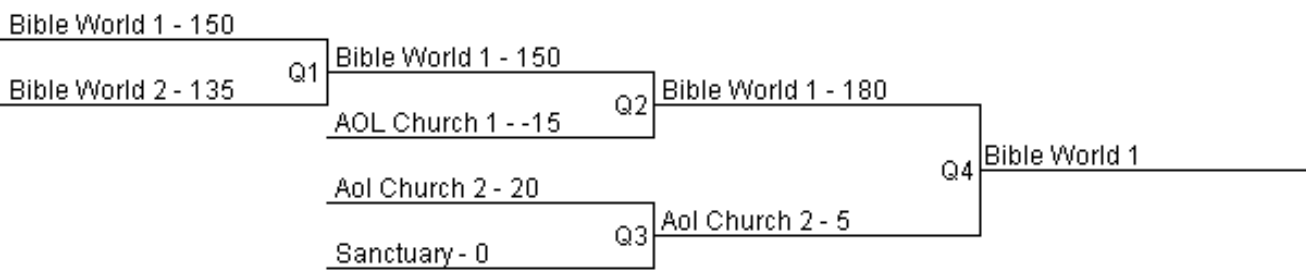 Bible World 1 - 150
Bible World 2 - 135
Q1
Bible World 1 - 150
AOL Church 1 - -15
Q2
Bible World 1 - 180
Aol Church 2 - 20
Sanctuary - 0
Q3
Aol Church 2 - 5
Q4
Bible World 1